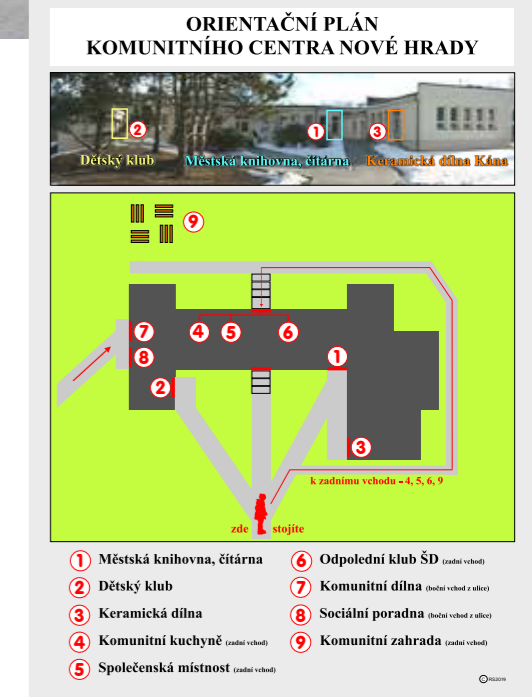 ORIENTAČNÍ PLÁN
KOMUNITNÍHO CENTRA NOVÉ HRADY
2
1
3
Dětský klub
Městská knihovna, čítárna
Keramická dílna Kána
9
4
5
6
7
8
1
2
3
k zadnímu vchodu - 4, 5, 6, 9
zde stojíte
1 Městská knihovna, čítárna
2 Dětský klub
3 Keramická dílna
4 Komunitní kuchyně (zadní vchod)
5 Společenská místnost (zadní vchod)
6 Odpolední klub ŠD (zadní vchod)
7 Komunitní dílna (boční vchod z ulice)
8 Sociální poradna (boční vchod z ulice)
9 Komunitní zahrada (zadní vchod)
© RS2019